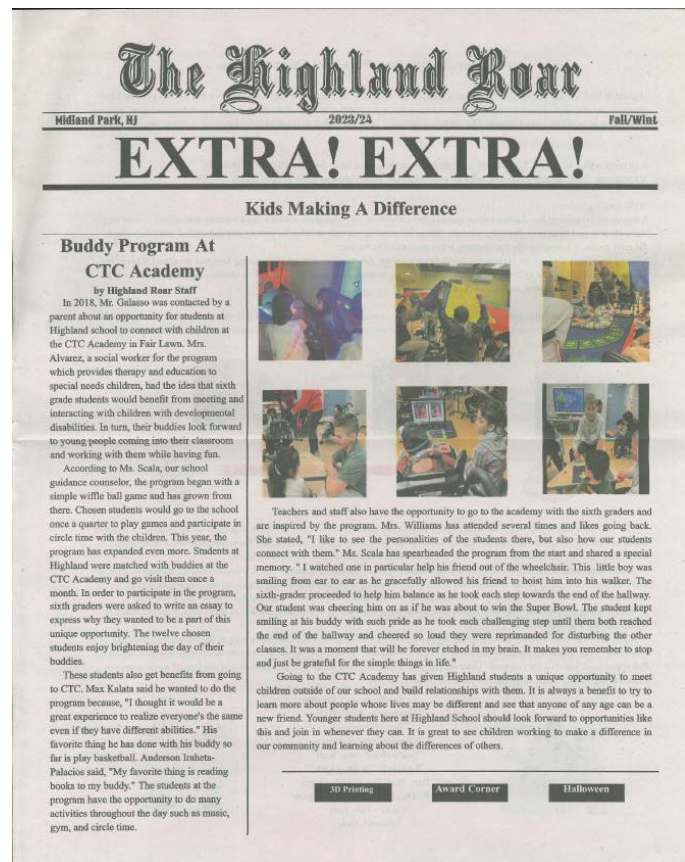 The Highland Roar
Midland Park, NJ 2023/24 Fall/Wint
EXTRA! EXTRA!
Kids Making A Difference
Buddy Program At
CTC Academy
by Highland Roar Staff
In 2018, Mr. Galasso was contacted by a
parent about an opportunity for students at
Highland school to connect with children at
the CTC Academy in Fair Lawn. Mrs.
Alvarez, a social worker for the program
which provides therapy and education to
special needs children, had the idea that sixth
grade students would benefit from meeting and
interacting with children with developmental
disabilities. In turn, their buddies look forward
to young people coming into their classroom
and working with them while having fun.
According to Ms. Scala, our school
guidance counselor, the program began with a
simple wiffle ball game and has grown from
there. Chosen students would go to the school
once a quarter to play games and participate in
circle time with the children. This year, the
program has expanded even more. Students at
Highland were matched with buddies at the
CTC Academy and go visit them once a
month. In order to participate in the program,
sixth graders were asked to write an essay to
express why they wanted to be a part of this
unique opportunity. The twelve chosen
students enjoy brightening the day of their
buddies.
These students also get benefits from going
to CTC. Max Kalata said he wanted to do the
program because, "I thought it would be a
great experience to realize everyone's the same
even if they have different abilities." His
favorite thing he has done with his buddy so
far is play basketball. Anderson Iraheta-
Palacios said, "My favorite thing is reading
books to my buddy." The students at the
program have the opportunity to do many
activities throughout the day such as music,
gym, and circle time.
Teachers and staff also have the opportunity to go to the academy with the sixth graders and
are inspired by the program. Mrs. Williams has attended several times and likes going back.
She stated, "I like to see the personalities of the students there, but also how our students
connect with them." Ms. Scala has spearheaded the program from the start and shared a special
memory. " I watched one in particular help his friend out of the wheelchair. This little boy was
smiling from ear to ear as he gracefully allowed his friend to hoist him into his walker. The
sixth-grader proceeded to help him balance as he took each step towards the end of the hallway.
Our student was cheering him on as if he was about to win the Super Bowl. The student kept
smiling at his buddy with such pride as he took each challenging step until them both reached
the end of the hallway and cheered so loud they were reprimanded for disturbing the other
classes. It was a moment that will be forever etched in my brain. It makes you remember to stop
and just be grateful for the simple things in life."
Going to the CTC Academy has given Highland students a unique opportunity to meet
children outside of our school and build relationships with them. It is always a benefit to try to
learn more about people whose lives may be different and see that anyone of any age can be a
new friend. Younger students here at Highland School should look forward to opportunities like
this and join in whenever they can. It is great to see children working to make a difference in
our community and learning about the differences of others.
3D Printing Award Corner Halloween